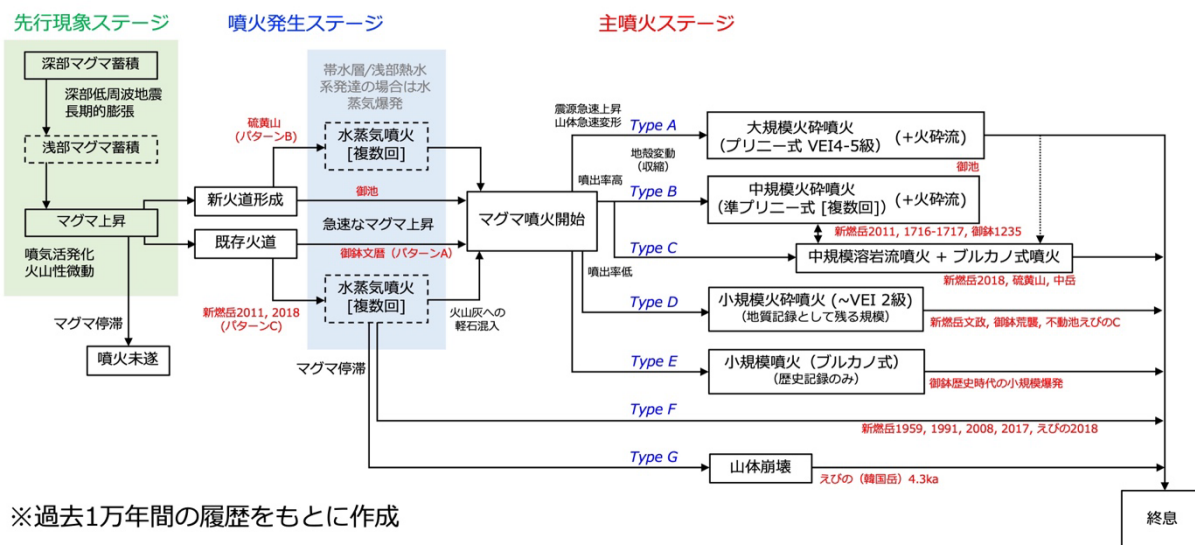 先行現象ステージ
噴火発生ステージ
主噴火ステージ
深部マグマ蓄積
深部低周波地震
長期的膨張
浅部マグマ蓄積
マグマ上昇
噴気活発化
火山性微動
マグマ停滞
噴火未遂
新火道形成
既存火道
帯水層/浅部熱水
系発達の場合は水
蒸気爆発
硫黄山
(パターンB)
水蒸気噴火
[複数回]
御池
急速なマグマ上昇
御鉢文暦（パターンA）
水蒸気噴火
[複数回]
新燃岳2011, 2018
(パターンC)
マグマ停滞
マグマ噴火開始
火山灰への
軽石混入
震源急速上昇
山体急速変形
地殻変動
（収縮）
噴出率高
噴出率低
Type A
大規模火砕噴火
（プリニー式 VEI4-5級）
(+火砕流)
御池
Type B
中規模火砕噴火
（準プリニー式 [複数回]）
(+火砕流)
新燃岳2011, 1716-1717, 御鉢1235
Type C
中規模溶岩流噴火 + ブルカノ式噴火
新燃岳2018, 硫黄山, 中岳
Type D
小規模火砕噴火 (~VEI 2級)
（地質記録として残る規模）
新燃岳文政, 御鉢荒襲, 不動池えびのC
Type E
小規模噴火（ブルカノ式）
（歴史記録のみ）
御鉢歴史時代の小規模爆発
Type F
新燃岳1959, 1991, 2008, 2017, えびの2018
Type G
山体崩壊
えびの（韓国岳）4.3ka
終息
※過去1万年間の履歴をもとに作成